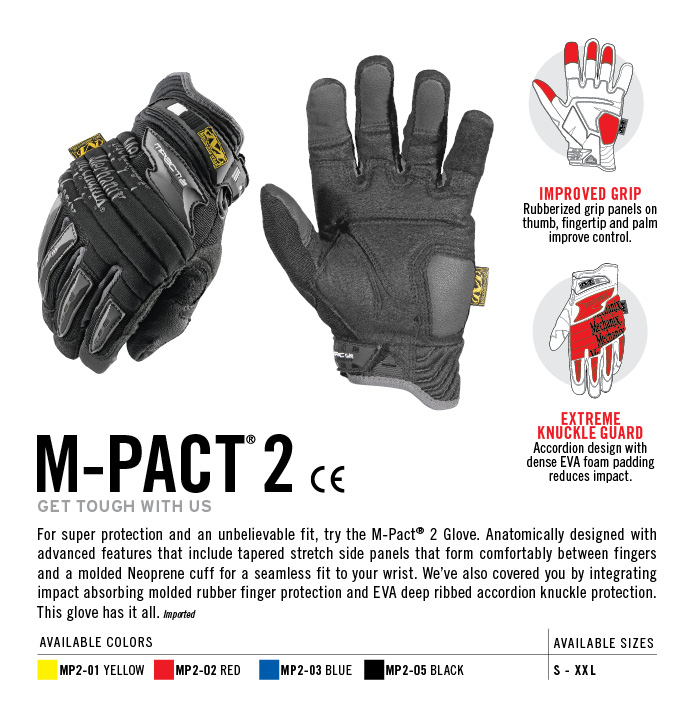 IMPROVED GRIP
Rubberized grip panels on
thumb, fingertip and palm
improve control.
Mechanix
Mechanix
Mechanix
EXTREME
KNUCKLE GUARD
Accordion design with
dense EVA foam padding
reduces impact.
M-PACT® 2 CE
GET TOUGH WITH US
For super protection and an unbelievable fit, try the M-Pact® 2 Glove. Anatomically designed with
advanced features that include tapered stretch side panels that form comfortably between fingers
and a molded Neoprene cuff for a seamless fit to your wrist. We've also covered you by integrating
impact absorbing molded rubber finger protection and EVA deep ribbed accordion knuckle protection.
This glove has it all. Imported
AVAILABLE COLORS
AVAILABLE SIZES
MP2-01 YELLOW MP2-02 RED MP2-03 BLUE MP2-05 BLACK
S - XXL